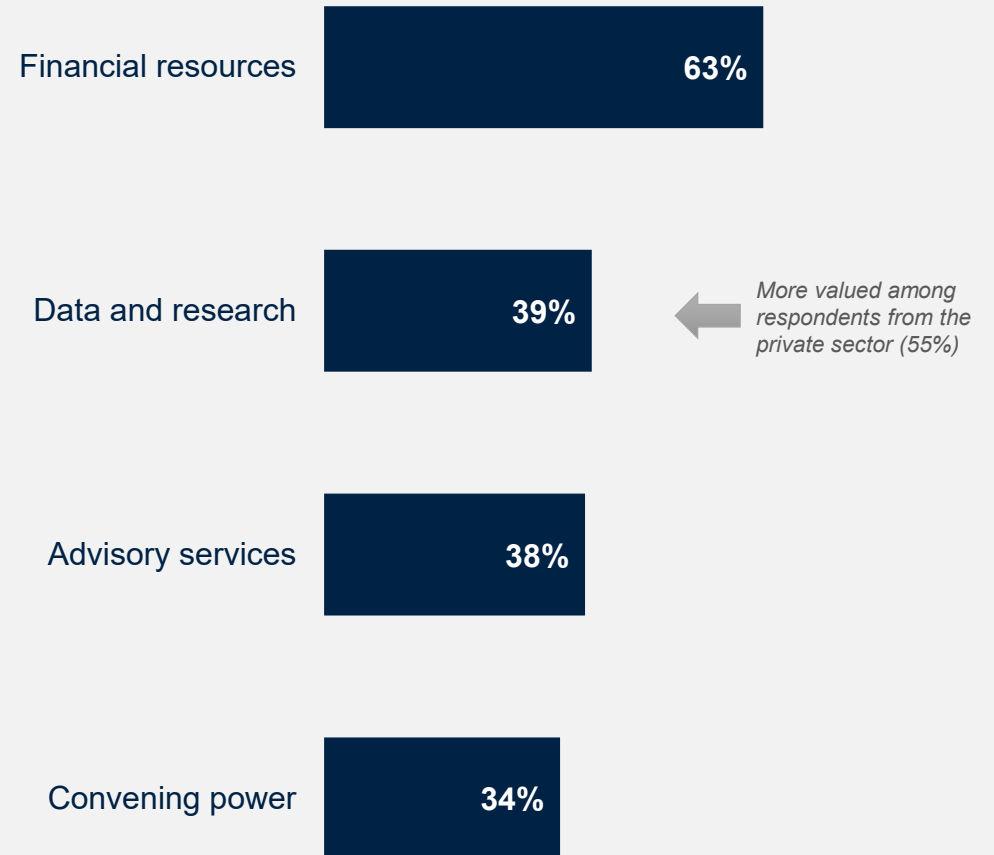 Financial resources
63%
Data and research
39%
More valued among
respondents from the
private sector (55%)
Advisory services
38%
Convening power
34%